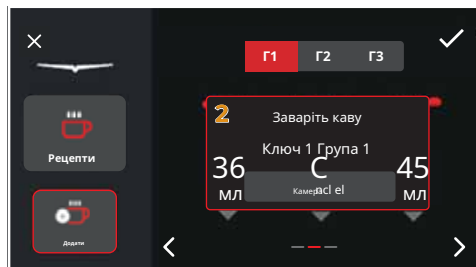 Г1 Г2 Г3
2
Заваріть каву
Ключ 1 Група 1
36 мл
45 мл
Рецепти
Додати